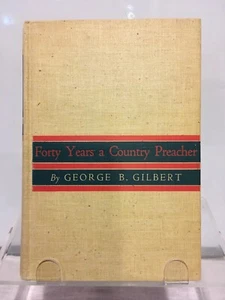 Forty Years a Country Preacher
By GEORGE B. GILBERT